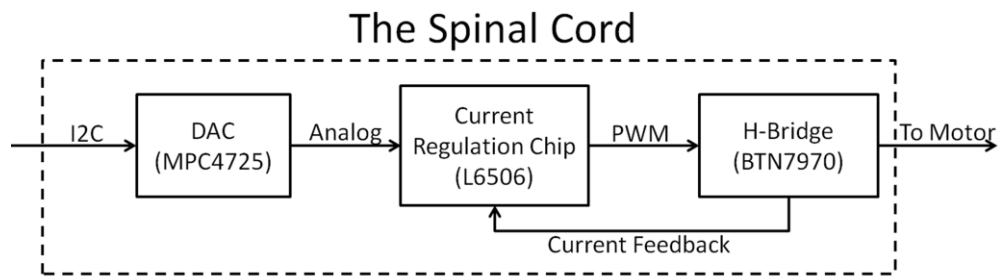 The Spinal Cord
I2C
DAC
(MPC4725)
Analog
Current
Regulation Chip
(L6506)
PWM
H-Bridge
(BTN7970)
To Motor
Current Feedback